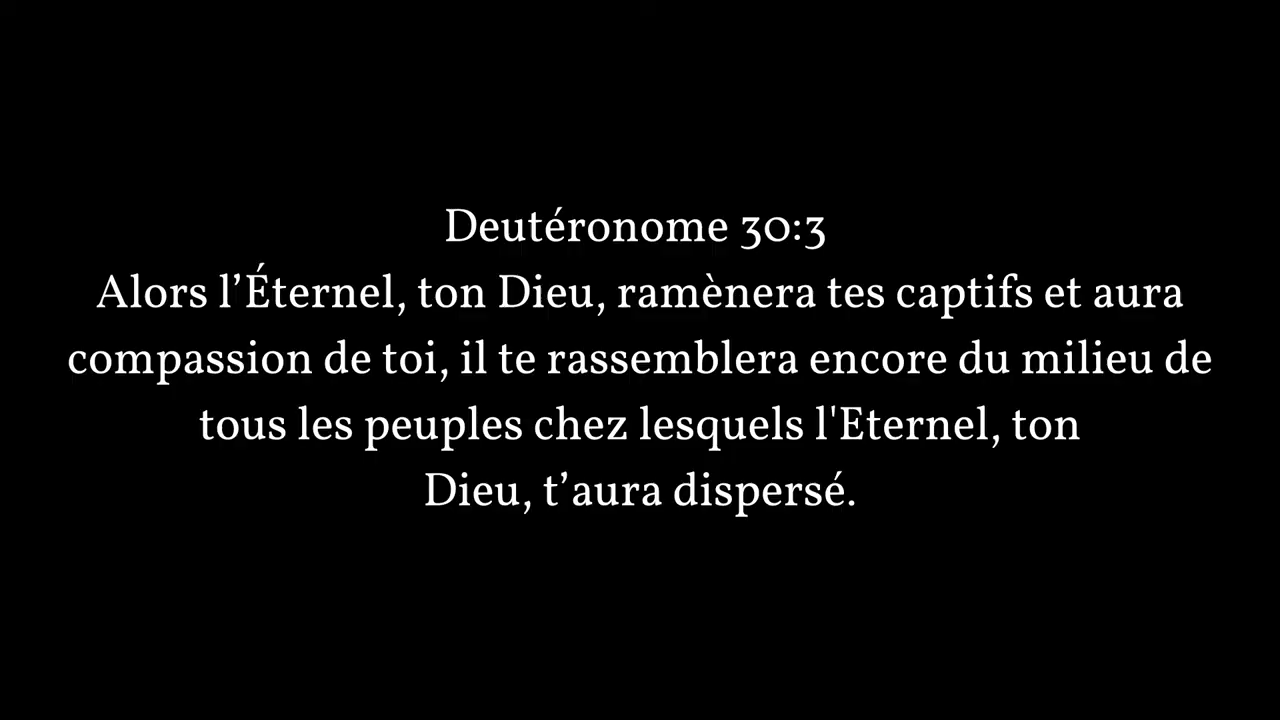 Deutéronome 30:3
Alors l’Éternel, ton Dieu, ramènera tes captifs et aura
compassion de toi, il te rassemblera encore du milieu de
tous les peuples chez lesquels l'Eternel, ton
Dieu, t’aura dispersé.